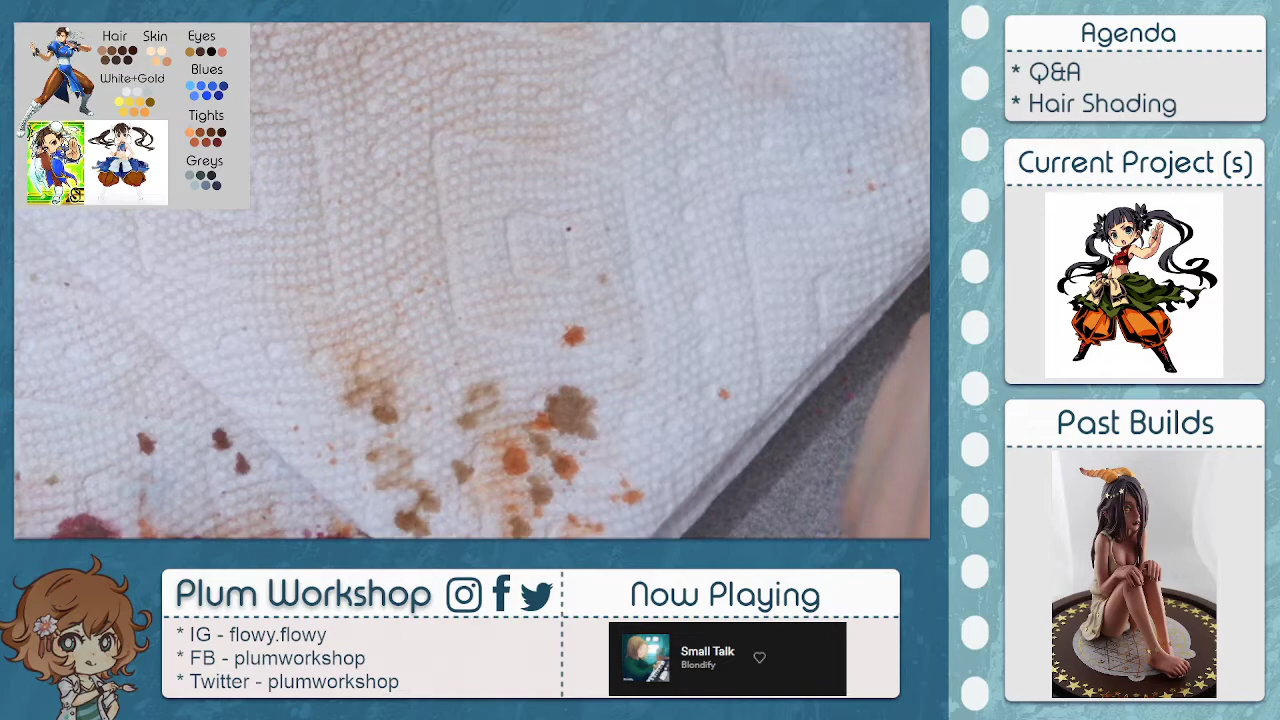 Hair Skin Eyes
White+Gold
Blues
Tights
Greys
Agenda
* Q&A
* Hair Shading
Current Project (s)
Past Builds
Plum Workshop
* IG - flowy.flowy
* FB - plumworkshop
* Twitter - plumworkshop
Now Playing
Small Talk
Blondify